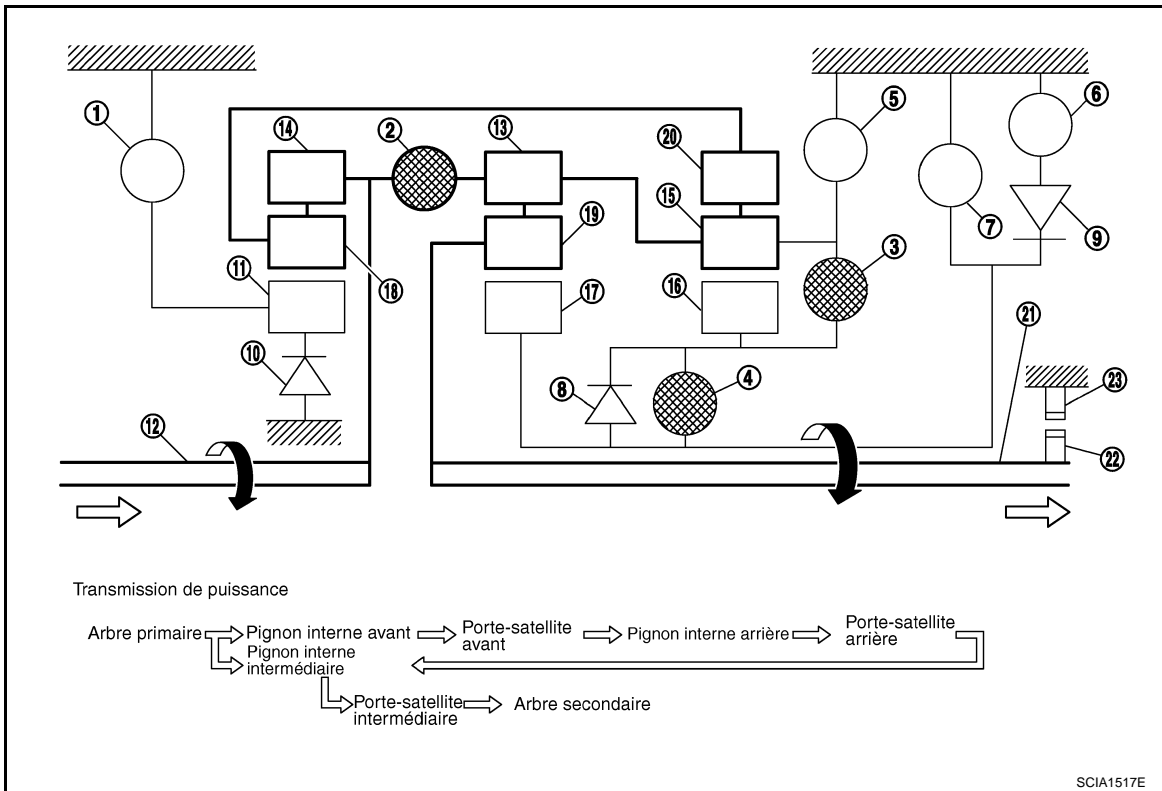 1
2
3
4
5
6
7
8
9
10
11
12
13
14
15
16
17
18
19
20
21
22
23
Transmission de puissance
Arbre primaire
Pignon interne avant
Porte-satellite
avant
Pignon interne arrière
Porte-satellite
arrière
Pignon interne
intermédiaire
Porte-satellite
intermédiaire
Arbre secondaire
SCIA1517E